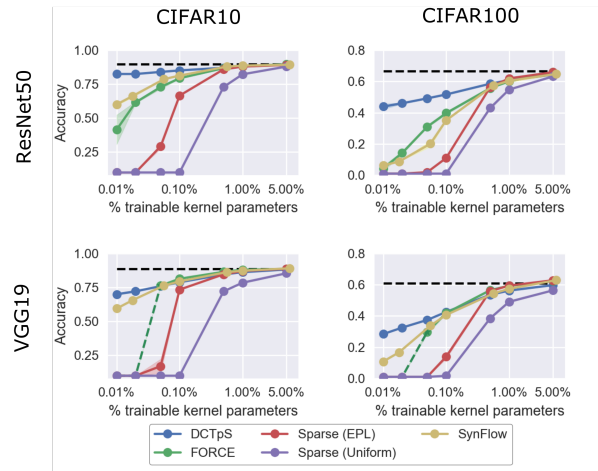 CIFAR10 CIFAR100
ResNet50
Accuracy
1.00
0.75
0.50
0.25
0.01% 0.10% 1.00% 5.00%
% trainable kernel parameters
0.8
0.6
0.4
0.2
0.0
0.01% 0.10% 1.00% 5.00%
% trainable kernel parameters
VGG19
Accuracy
1.00
0.75
0.50
0.25
0.01% 0.10% 1.00% 5.00%
% trainable kernel parameters
0.8
0.6
0.4
0.2
0.0
0.01% 0.10% 1.00% 5.00%
% trainable kernel parameters
DCTpS Sparse (EPL) SynFlow
FORCE Sparse (Uniform)